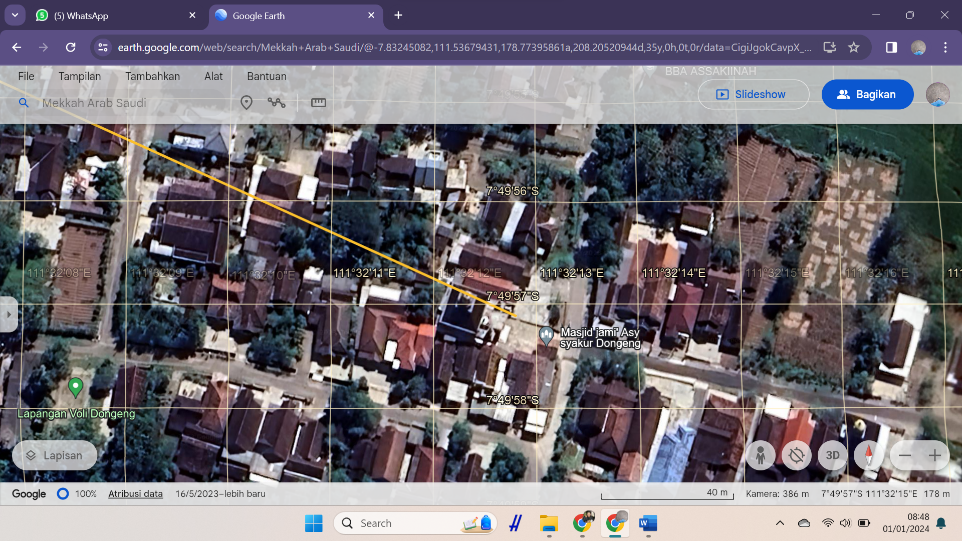 (5) WhatsApp
Google Earth
earth.google.com/web/search/Mekkah+Arab+Saudi/@-7.83245082,111.53679431,178.77395861a,208.20520944d,35y,0h,0t,0r/data=CigiJgokCavpX_...
File Tampilan Tambahkan Alat Bantuan
BBA ASSAKIINAH
Mekkah Arab Saudi
Slideshow
Bagikan
7°49'56"S
111°32'08"E 111°32'09"E 111°32'10"E 111°32'11"E 111°32'12"E 111°32'13"E 111°32'14"E 111°32'15"E 111°32'16"E 11
7°49'57"S
Masjid jami' Asy
syakur Dongeng
7°49'58"S
Lapangan Voli Dongeng
Lapisan
3D
Google 100% Atribusi data 16/5/2023–lebih baru 40 m Kamera: 386 m 7°49'57"S 111°32'15"E 178 m
Search
08:48
01/01/2024